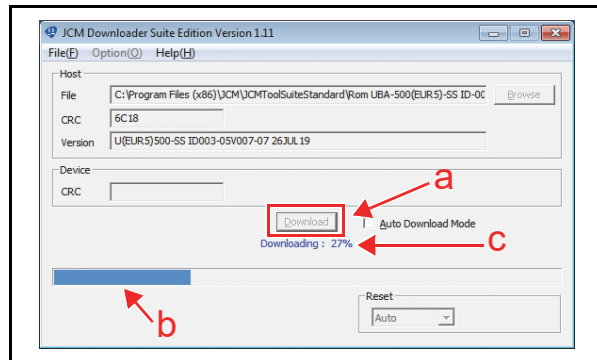 JCM Downloader Suite Edition Version 1.11
File(F) Option(O) Help(H)
Host
File C:\Program Files (x86)\JCM\JCMToolSuiteStandard\Rom UBA-500(EUR5)-SS ID-00 Browse
CRC 6C18
Version U(EUR5)500-SS ID003-05V007-07 26JUL19
Device
CRC
a
Download Auto Download Mode
Downloading : 27% c
b
Reset
Auto